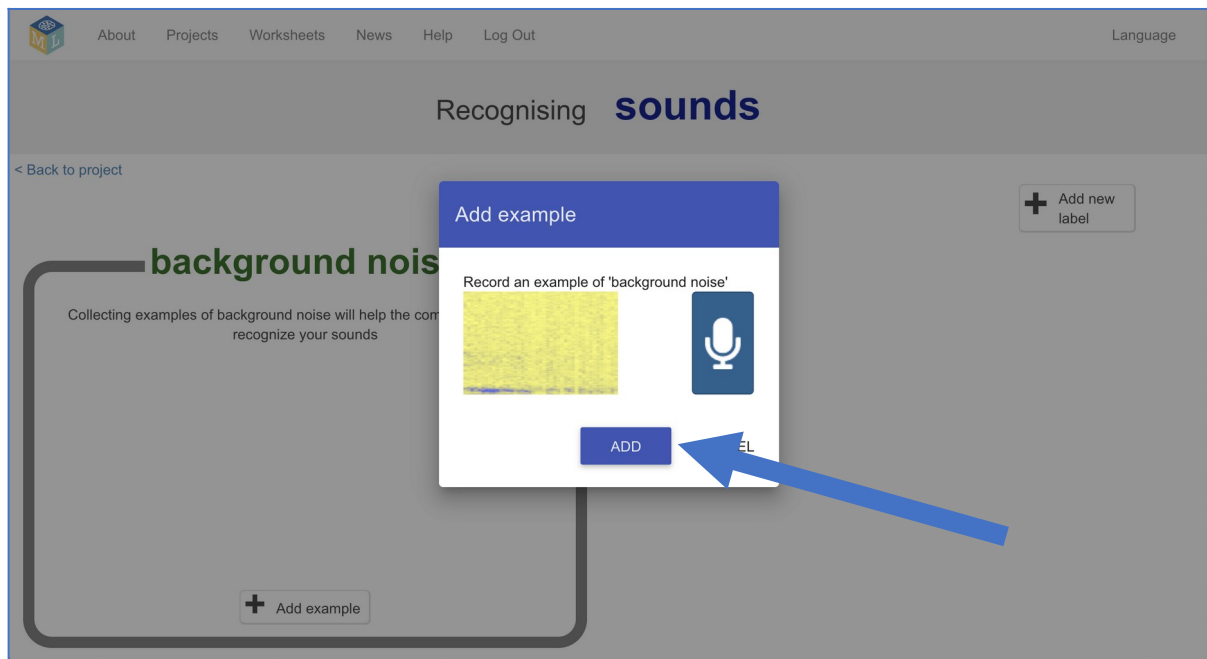 About Projects Worksheets News Help Log Out Language
Recognising sounds
< Back to project
Add new
label
background nois
Collecting examples of background noise will help the com
recognize your sounds
Add example
Add example
Record an example of 'background noise'
ADD EL